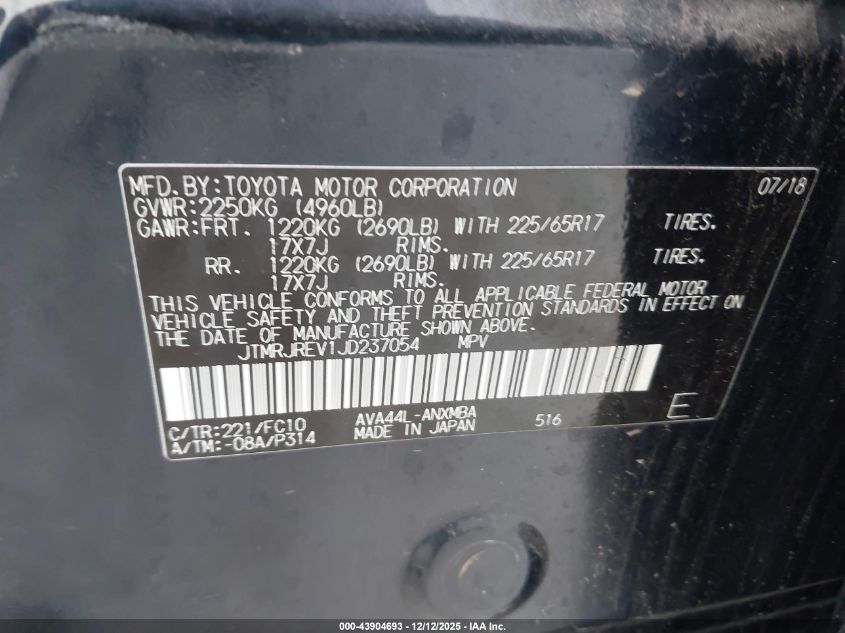 MFD. BY: TOYOTA MOTOR CORPORATION 07/18
GVWR: 2250KG (4960LB)
GAWR: FRT. 1220KG (2690LB) WITH 225/65R17 TIRES.
17X7J RIMS.
RR. 1220KG (2690LB) WITH 225/65R17 TIRES.
17X7J RIMS.
THIS VEHICLE CONFORMS TO ALL APPLICABLE FEDERAL MOTOR
VEHICLE SAFETY AND THEFT PREVENTION STANDARDS IN EFFECT ON
THE DATE OF MANUFACTURE SHOWN ABOVE.
JTMRJREV1JD237054 MPV
C/TR: 221/FC10 AVA44L-ANXMBA 516 E
A/TM: -08A/P314 MADE IN JAPAN
000-43904693 - 12/12/2025 - IAA Inc.